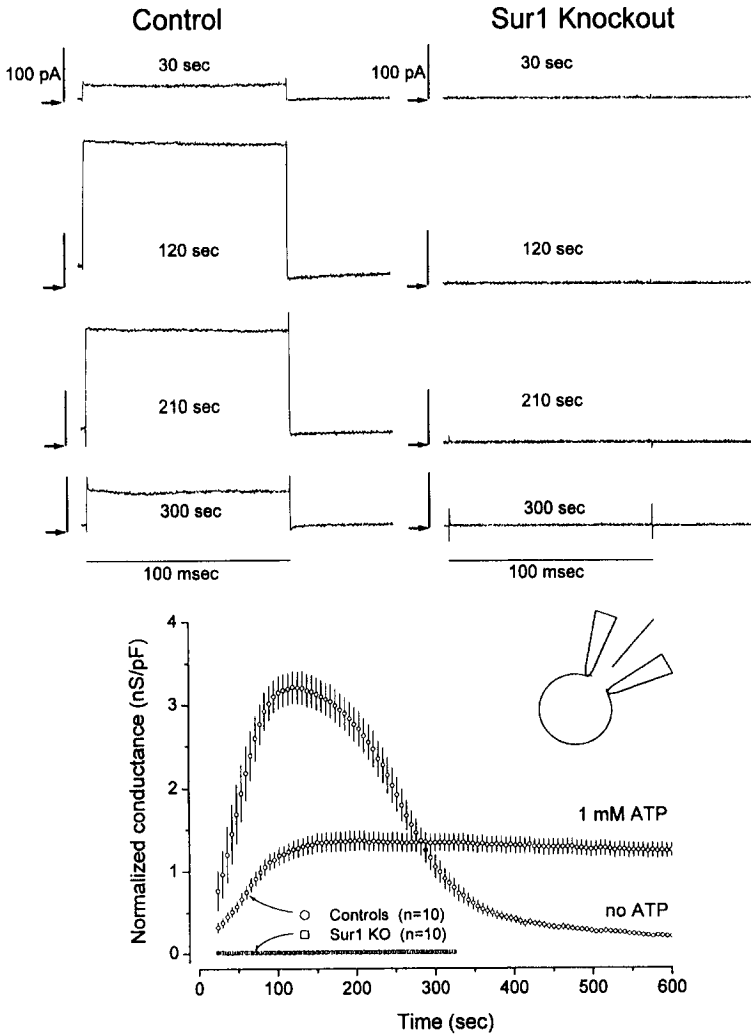 Control Sur1 Knockout
30 sec 30 sec
100 pA 100 pA
120 sec 120 sec
210 sec 210 sec
300 sec 300 sec
100 msec 100 msec
Normalized conductance (nS/pF)
4
3
2
1
0
1 mM ATP
no ATP
Controls (n=10)
Sur1 KO (n=10)
0 100 200 300 400 500 600
Time (sec)